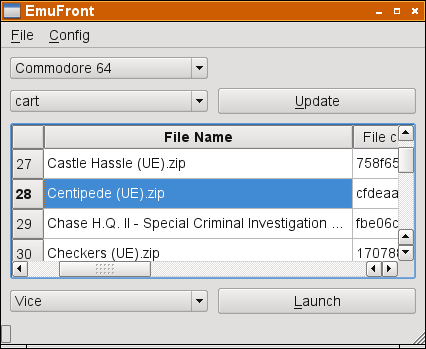 EmuFront
File Config
Commodore 64
cart Update
File Name File c
27 Castle Hassle (UE).zip 758f65
28 Centipede (UE).zip cfdeaa
29 Chase H.Q. II - Special Criminal Investigation ... fbe06c
30 Checkers (UE).zip 170789
Vice Launch